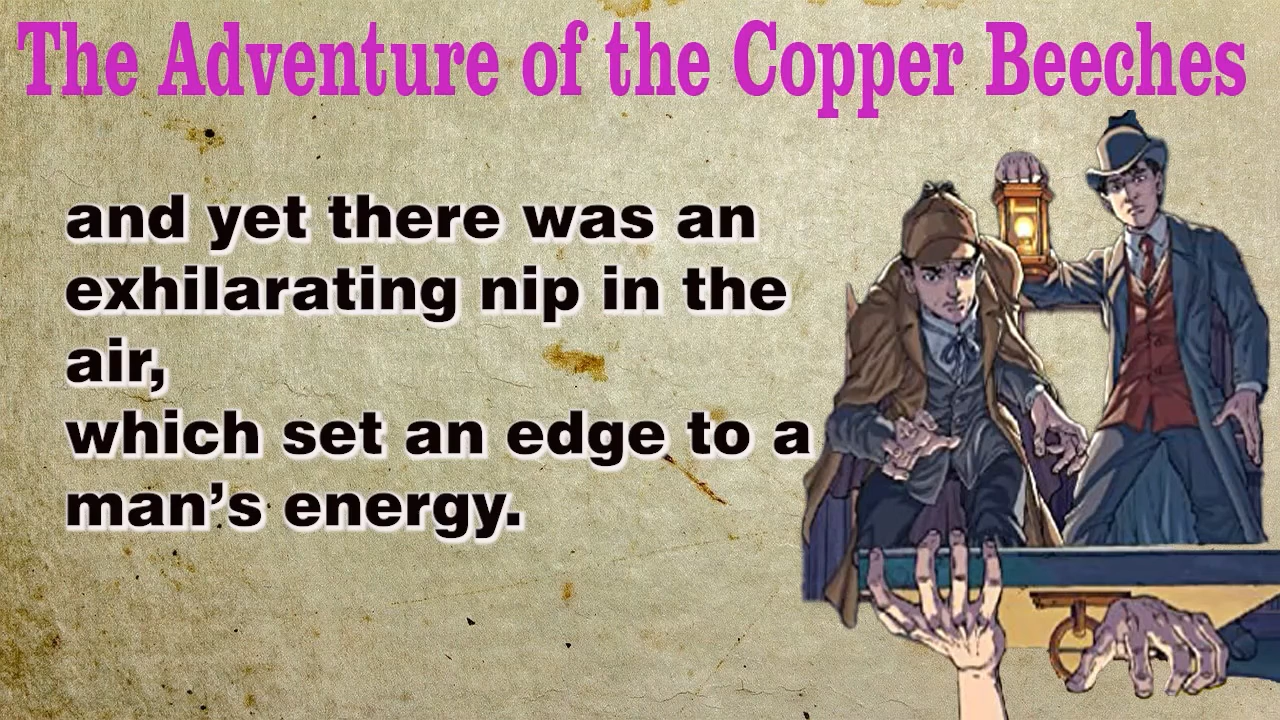 The Adventure of the Copper Beeches
and yet there was an
exhilarating nip in the
air,
which set an edge to a
man’s energy.